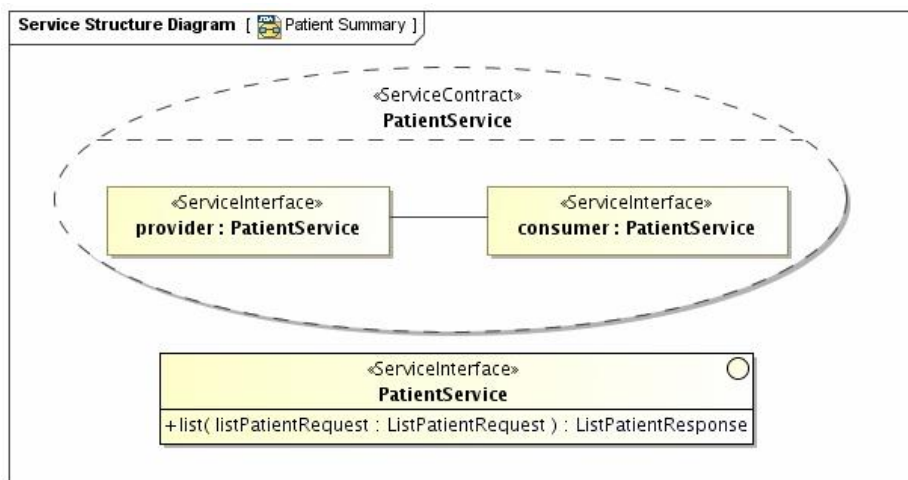 Service Structure Diagram [ Patient Summary ]
«ServiceContract»
PatientService
«ServiceInterface»
provider : PatientService
«ServiceInterface»
consumer : PatientService
«ServiceInterface»
PatientService
+list( listPatientRequest : ListPatientRequest ) : ListPatientResponse